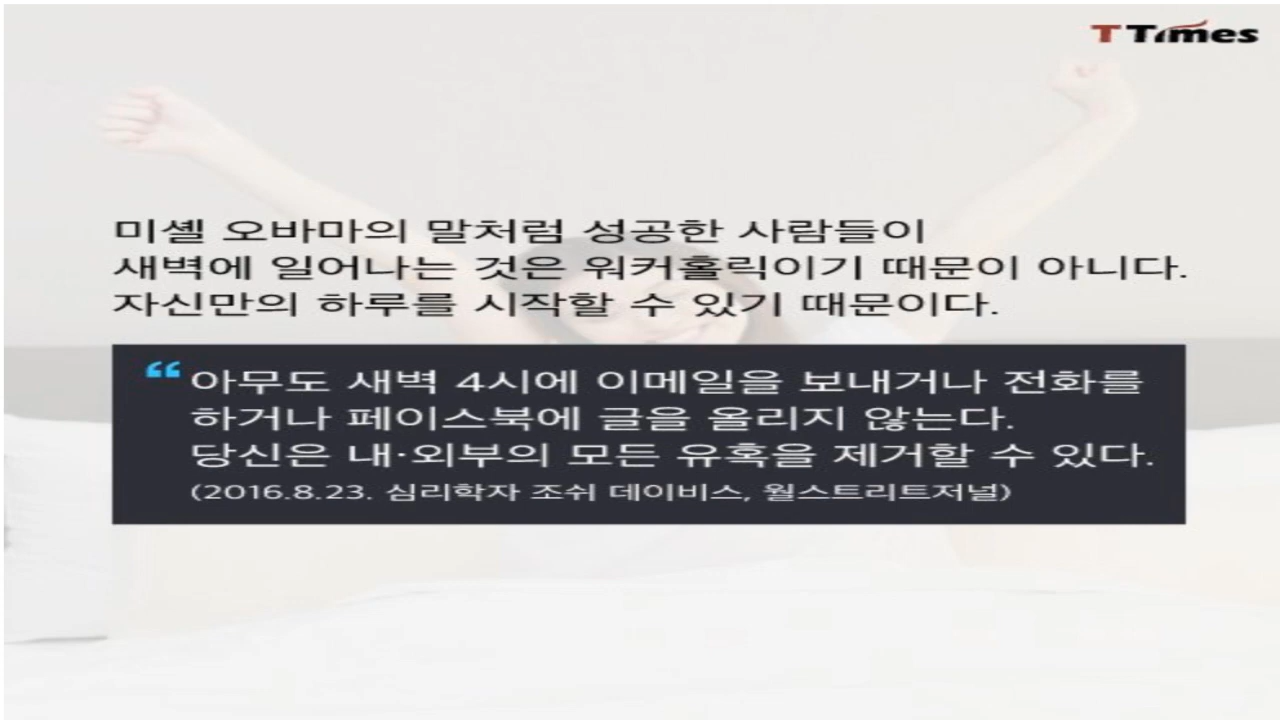 T Times
미셸 오바마의 말처럼 성공한 사람들이
새벽에 일어나는 것은 워커홀릭이기 때문이 아니다.
자신만의 하루를 시작할 수 있기 때문이다.
“ 아무도 새벽 4시에 이메일을 보내거나 전화를
하거나 페이스북에 글을 올리지 않는다.
당신은 내·외부의 모든 유혹을 제거할 수 있다.
(2016.8.23. 심리학자 조쉬 데이비스, 월스트리트저널)